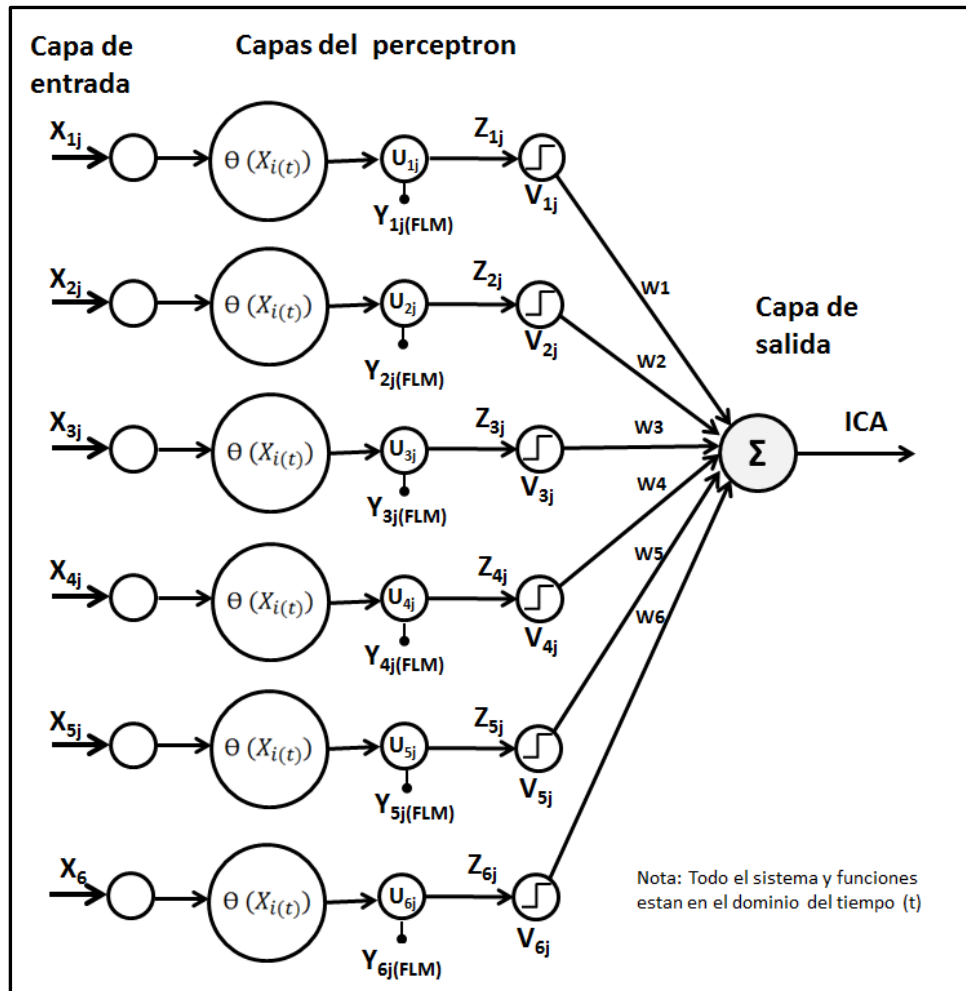 Capa de entrada
Capas del perceptron
X1j
Θ (Xi(t))
U1j
Y1j(FLM)
Z1j
V1j
W1
X2j
Θ (Xi(t))
U2j
Y2j(FLM)
Z2j
V2j
W2
Capa de salida
X3j
Θ (Xi(t))
U3j
Y3j(FLM)
Z3j
V3j
W3
Σ
ICA
X4j
Θ (Xi(t))
U4j
Y4j(FLM)
Z4j
V4j
W4
X5j
Θ (Xi(t))
U5j
Y5j(FLM)
Z5j
V5j
W5
X6
Θ (Xi(t))
U6j
Y6j(FLM)
Z6j
V6j
W6
Nota: Todo el sistema y funciones
estan en el dominio del tiempo (t)